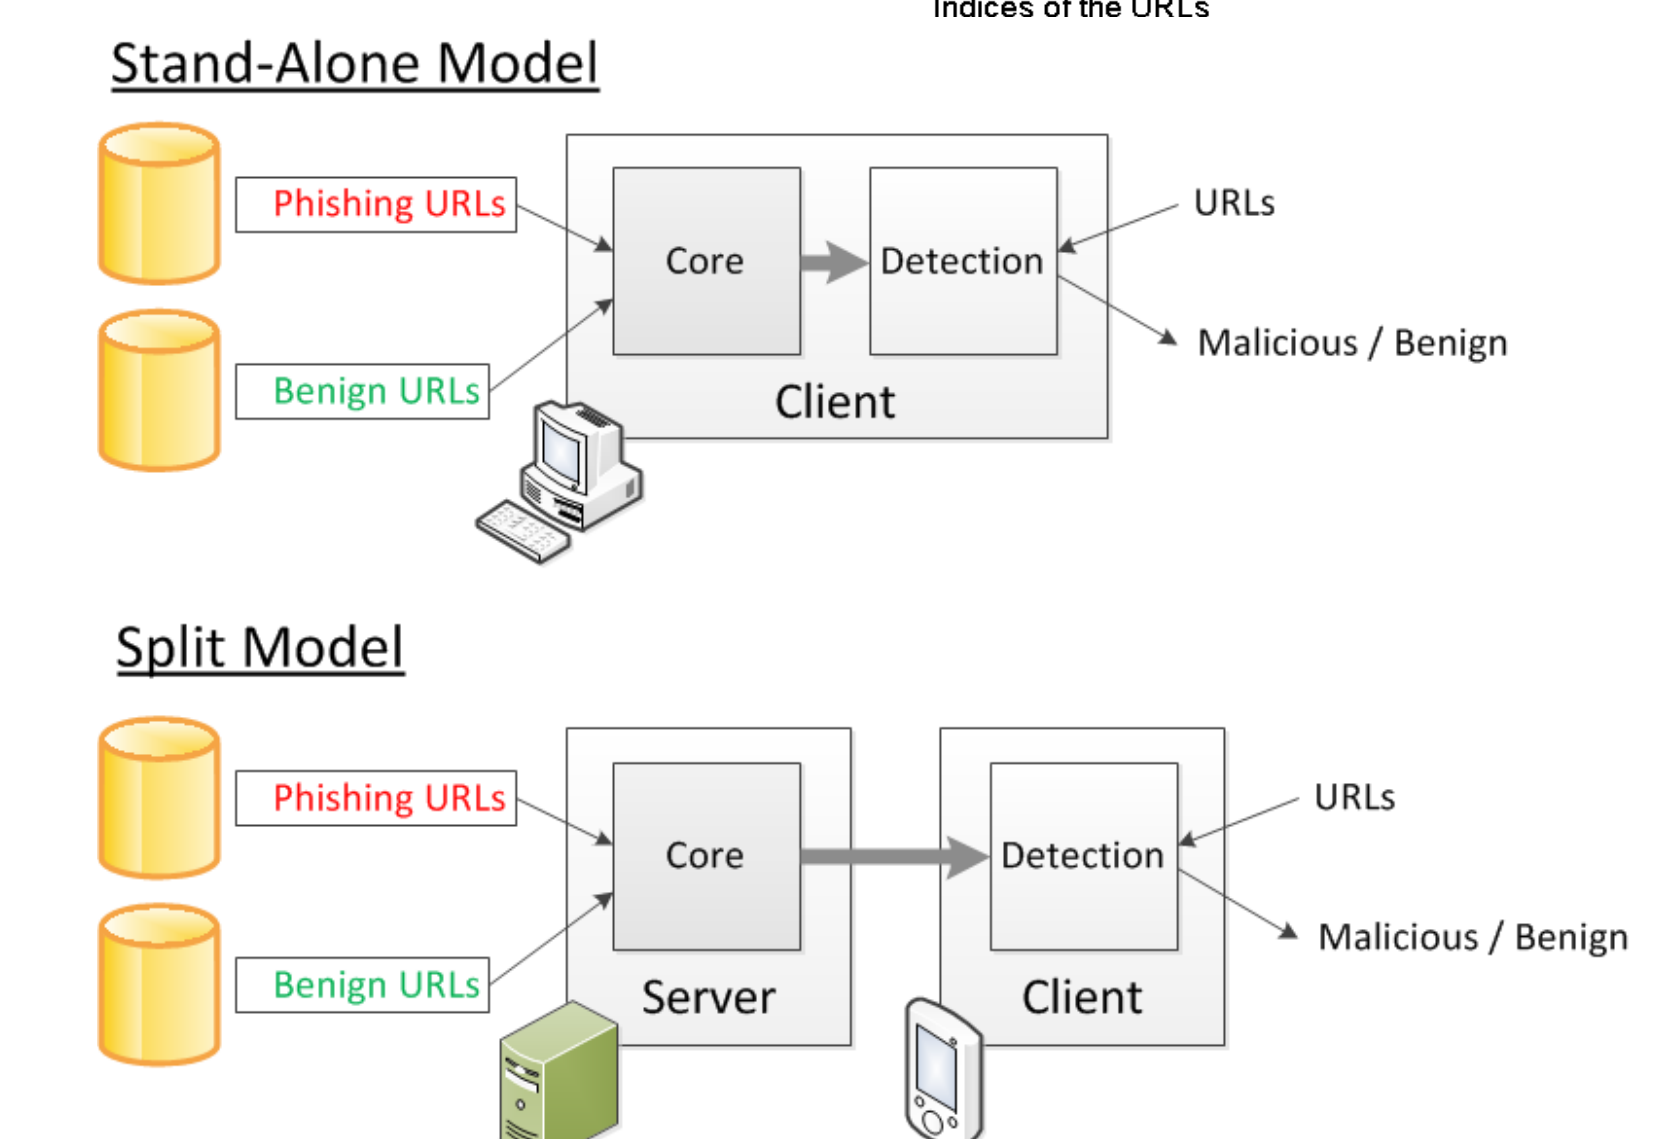 Indices of the URLs
Stand-Alone Model
Phishing URLs
Benign URLs
Core
Detection
Client
URLs
Malicious / Benign
Split Model
Phishing URLs
Benign URLs
Core
Server
Detection
Client
URLs
Malicious / Benign